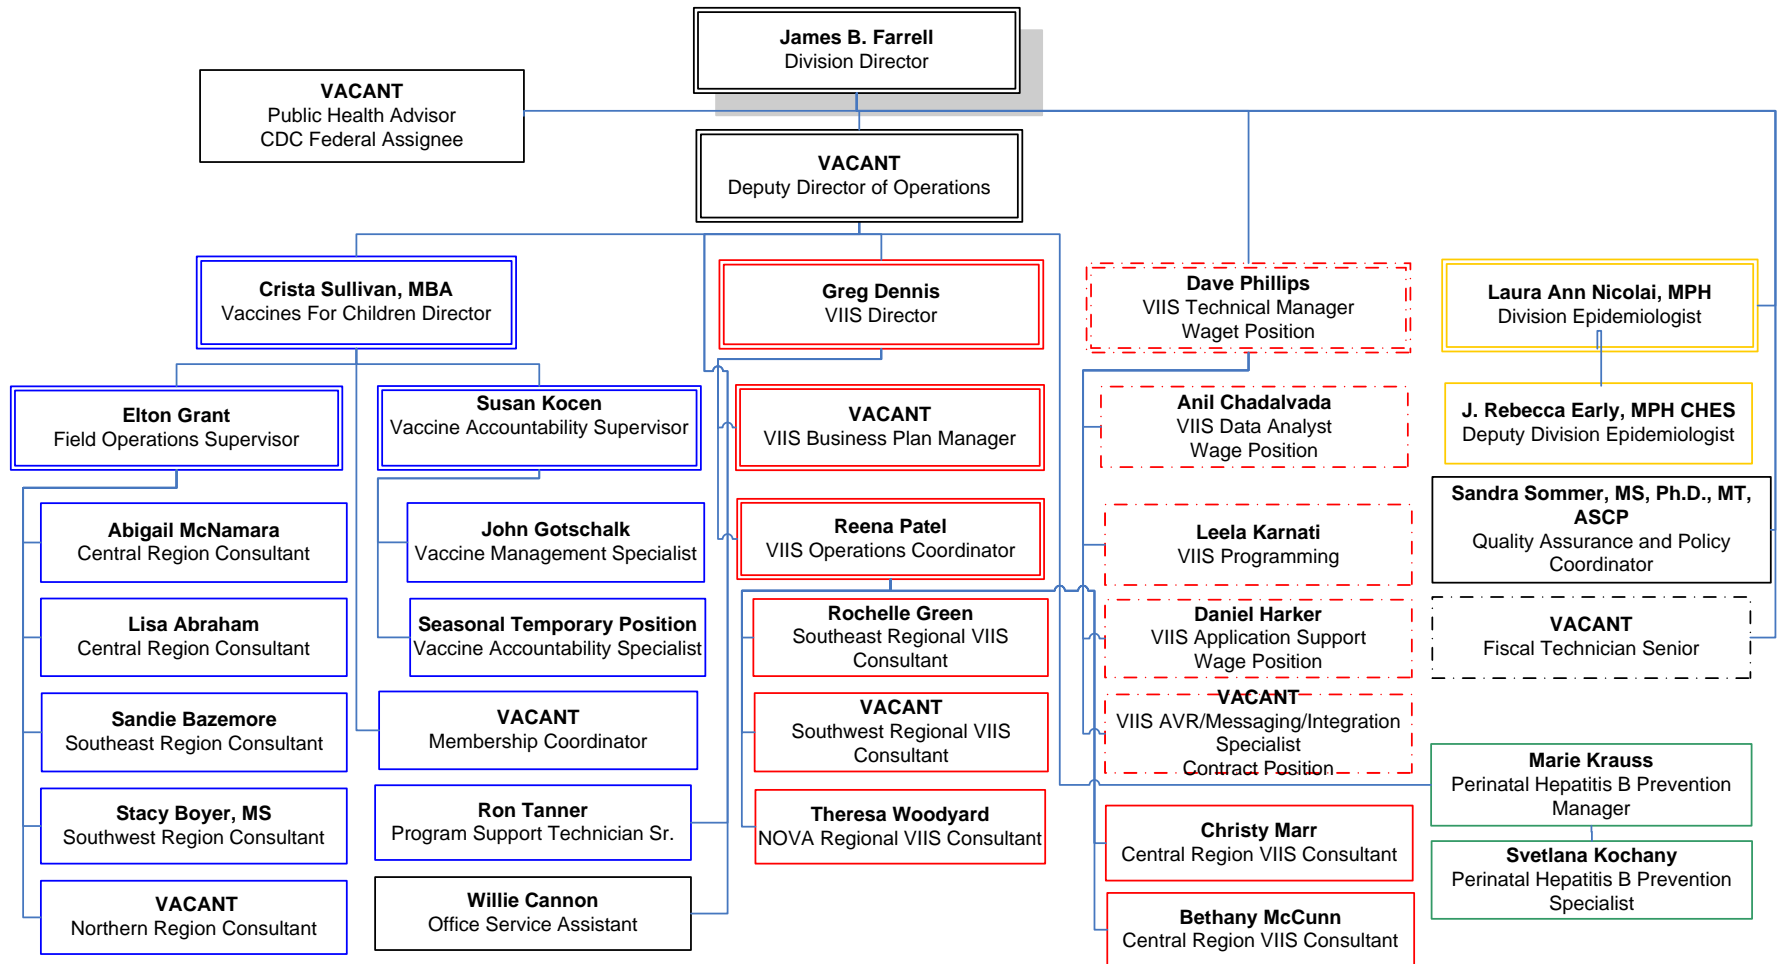 James B. Farrell
Division Director
VACANT
Public Health Advisor
CDC Federal Assignee
VACANT
Deputy Director of Operations
Crista Sullivan, MBA
Vaccines For Children Director
Greg Dennis
VIIS Director
Dave Phillips
VIIS Technical Manager
Waget Position
Laura Ann Nicolai, MPH
Division Epidemiologist
Elton Grant
Field Operations Supervisor
Susan Kocen
Vaccine Accountability Supervisor
VACANT
VIIS Business Plan Manager
Anil Chadalvada
VIIS Data Analyst
Wage Position
J. Rebecca Early, MPH CHES
Deputy Division Epidemiologist
Abigail McNamara
Central Region Consultant
John Gotschalk
Vaccine Management Specialist
Reena Patel
VIIS Operations Coordinator
Leela Karnati
VIIS Programming
Sandra Sommer, MS, Ph.D., MT,
ASCP
Quality Assurance and Policy
Coordinator
Lisa Abraham
Central Region Consultant
Seasonal Temporary Position
Vaccine Accountability Specialist
Rochelle Green
Southeast Regional VIIS
Consultant
Daniel Harker
VIIS Application Support
Wage Position
VACANT
Fiscal Technician Senior
Sandie Bazemore
Southeast Region Consultant
VACANT
Membership Coordinator
VACANT
Southwest Regional VIIS
Consultant
VACANT
VIIS AVR/Messaging/Integration
Specialist
Contract Position
Marie Krauss
Perinatal Hepatitis B Prevention
Manager
Stacy Boyer, MS
Southwest Region Consultant
Ron Tanner
Program Support Technician Sr.
Theresa Woodyard
NOVA Regional VIIS Consultant
Christy Marr
Central Region VIIS Consultant
Svetlana Kochany
Perinatal Hepatitis B Prevention
Specialist
VACANT
Northern Region Consultant
Willie Cannon
Office Service Assistant
Bethany McCunn
Central Region VIIS Consultant